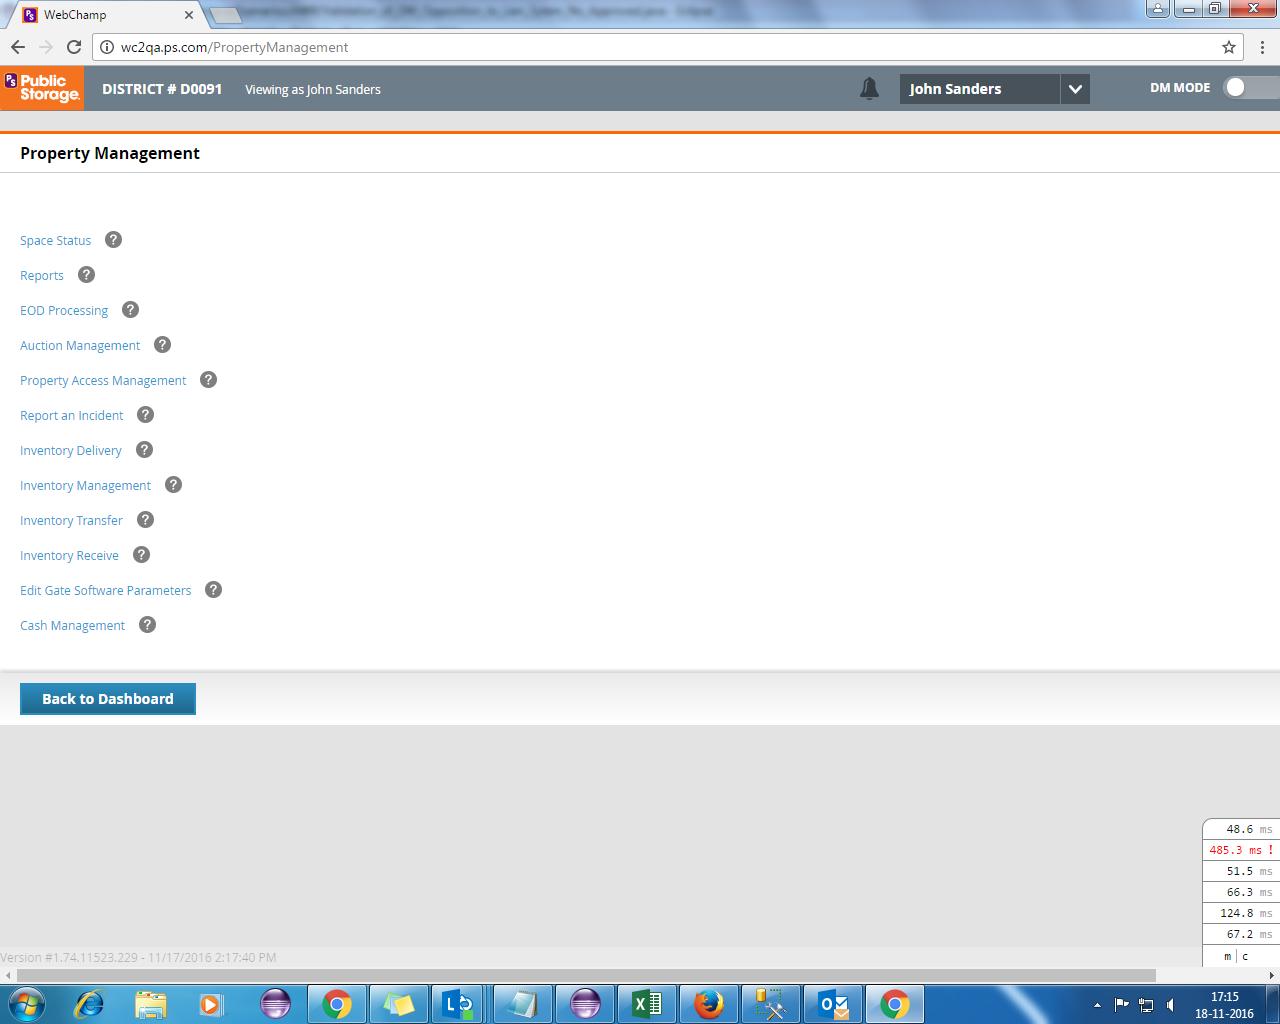 WebChamp
wc2qa.ps.com/PropertyManagement
PS Public Storage.
DISTRICT # D0091
Viewing as John Sanders
John Sanders
DM MODE
Property Management
Space Status ?
Reports ?
EOD Processing ?
Auction Management ?
Property Access Management ?
Report an Incident ?
Inventory Delivery ?
Inventory Management ?
Inventory Transfer ?
Inventory Receive ?
Edit Gate Software Parameters ?
Cash Management ?
Back to Dashboard
48.6 ms
485.3 ms !
51.5 ms
66.3 ms
124.8 ms
67.2 ms
m | c
Version #1.74.11523.229 - 11/17/2016 2:17:40 PM
17:15
18-11-2016